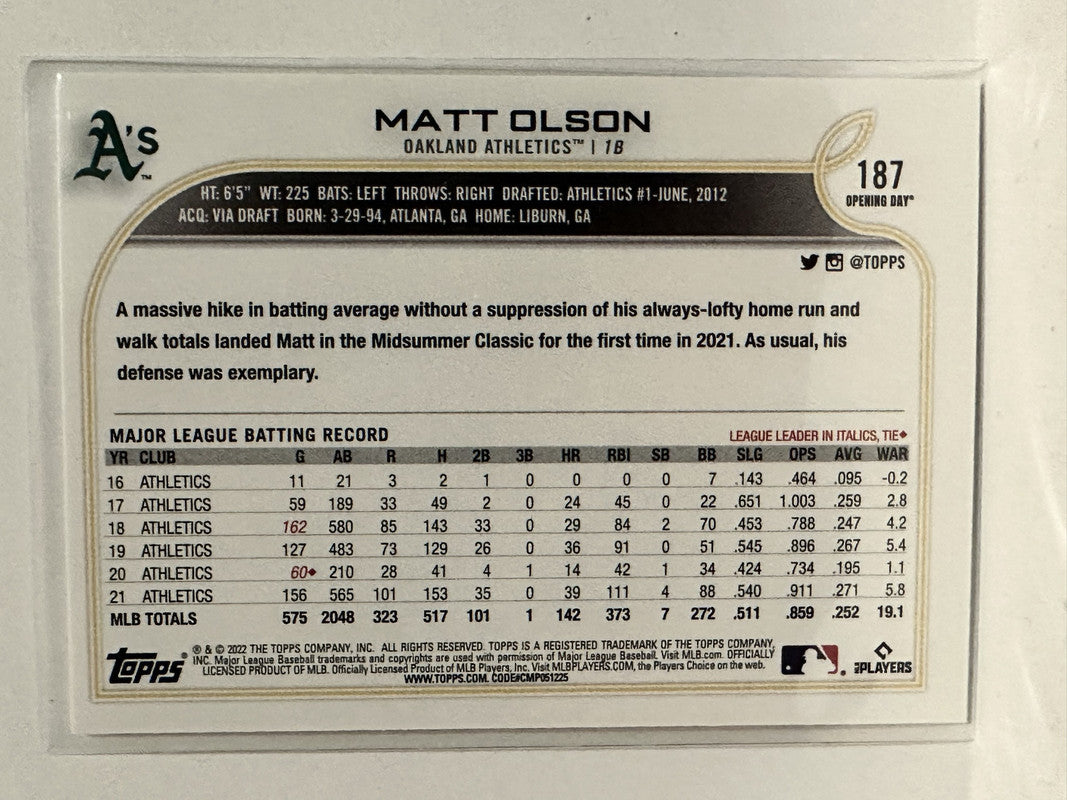 A's™
MATT OLSON
OAKLAND ATHLETICS™ | 1B
187
OPENING DAY®
HT: 6'5" WT: 225 BATS: LEFT THROWS: RIGHT DRAFTED: ATHLETICS #1-JUNE, 2012
ACQ: VIA DRAFT BORN: 3-29-94, ATLANTA, GA HOME: LIBURN, GA
@TOPPS
A massive hike in batting average without a suppression of his always-lofty home run and
walk totals landed Matt in the Midsummer Classic for the first time in 2021. As usual, his
defense was exemplary.
MAJOR LEAGUE BATTING RECORD LEAGUE LEADER IN ITALICS, TIE◆
YR CLUB G AB R H 2B 3B HR RBI SB BB SLG OPS AVG WAR
16 ATHLETICS 11 21 3 2 1 0 0 0 0 7 .143 .464 .095 -0.2
17 ATHLETICS 59 189 33 49 2 0 24 45 0 22 .651 1.003 .259 2.8
18 ATHLETICS 162 580 85 143 33 0 29 84 2 70 .453 .788 .247 4.2
19 ATHLETICS 127 483 73 129 26 0 36 91 0 51 .545 .896 .267 5.4
20 ATHLETICS 60◆ 210 28 41 4 1 14 42 1 34 .424 .734 .195 1.1
21 ATHLETICS 156 565 101 153 35 0 39 111 4 88 .540 .911 .271 5.8
MLB TOTALS 575 2048 323 517 101 1 142 373 7 272 .511 .859 .252 19.1
Topps
® & © 2022 THE TOPPS COMPANY, INC. ALL RIGHTS RESERVED. TOPPS IS A REGISTERED TRADEMARK OF THE TOPPS COMPANY,
INC. Major League Baseball trademarks and copyrights are used with permission of Major League Baseball. Visit MLB.com. OFFICIALLY
LICENSED PRODUCT OF MLB Players, Inc. Visit MLBPLAYERS.COM, the Players Choice on the web.
WWW.TOPPS.COM. CODE#CMP051225
MLBPLAYERS